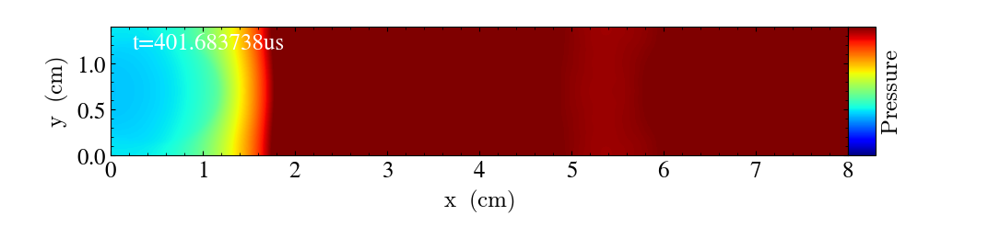 t=401.683738us
y (cm)
1.0
0.5
0.0
0 1 2 3 4 5 6 7 8
x (cm)
Pressure